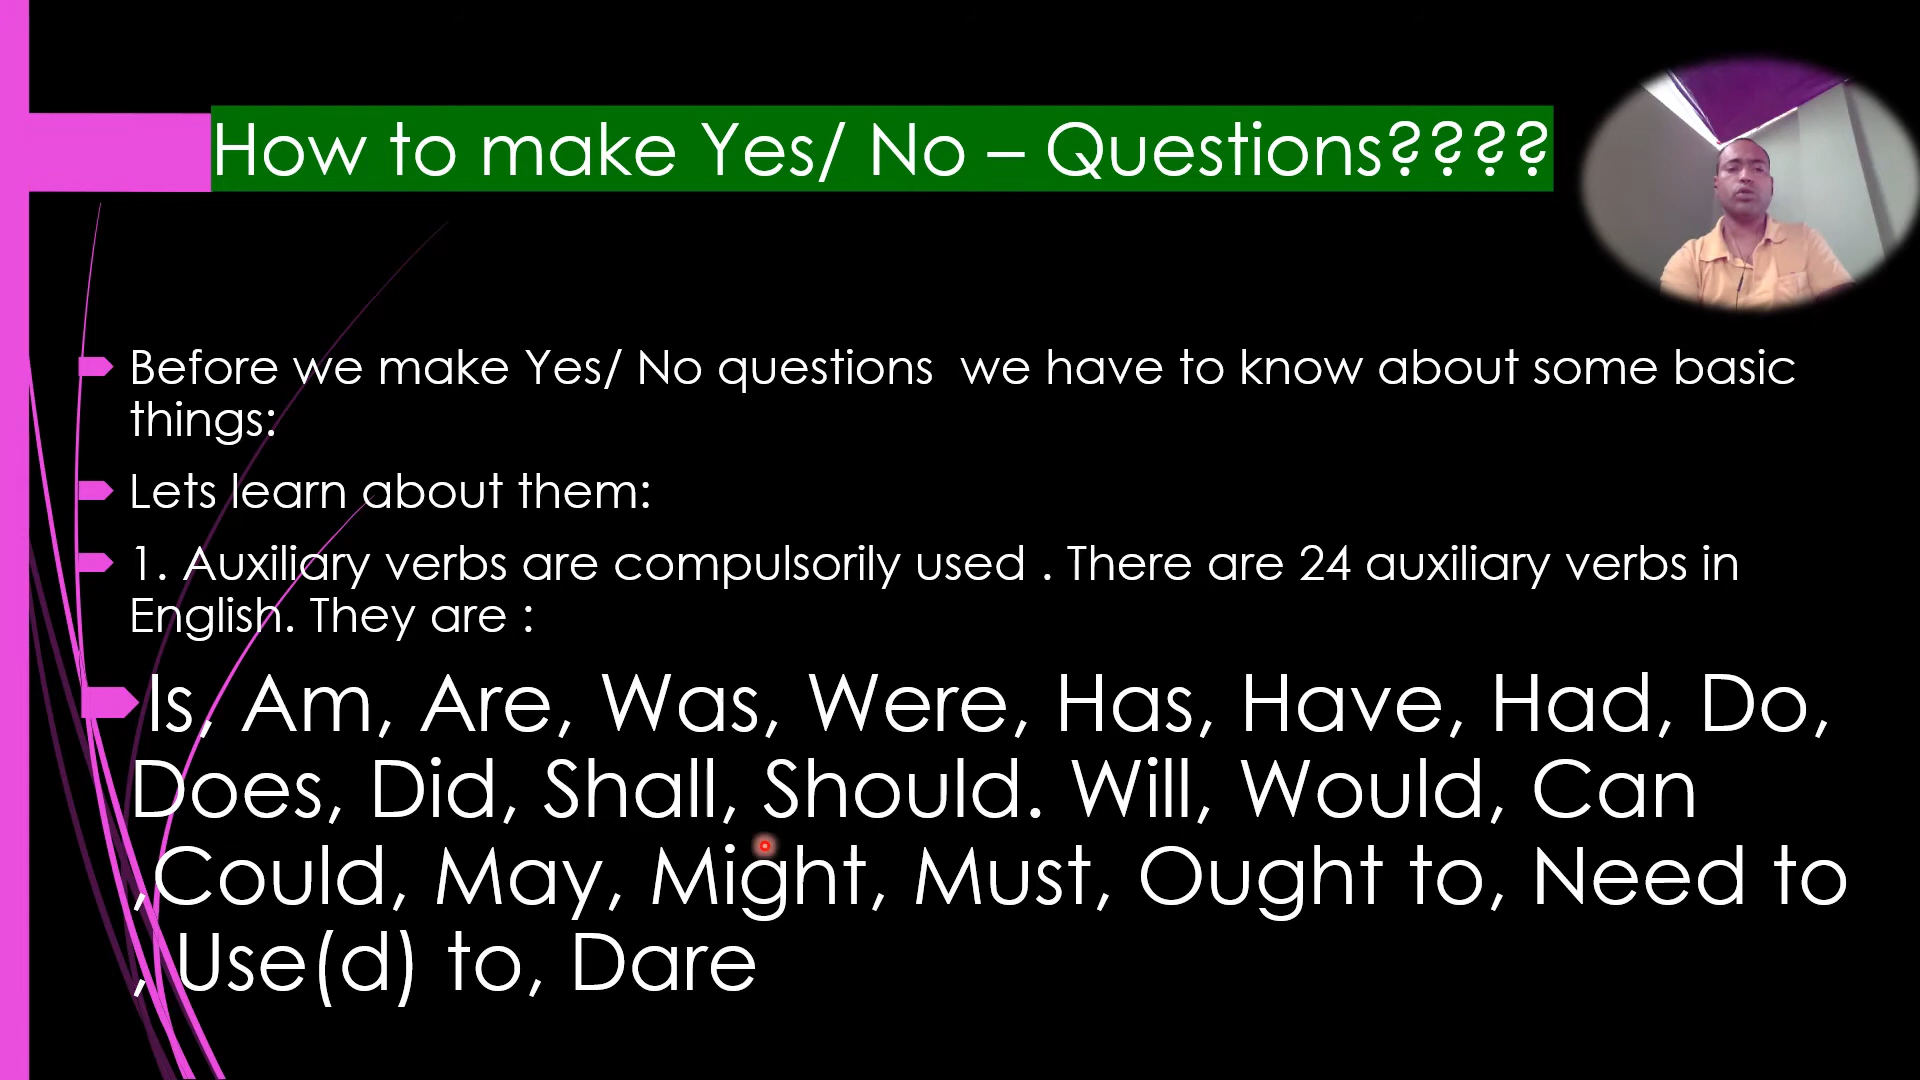 How to make Yes/ No – Questions????
Before we make Yes/ No questions  we have to know about some basic
things:
Lets learn about them:
1. Auxiliary verbs are compulsorily used . There are 24 auxiliary verbs in
English. They are :
Is, Am, Are, Was, Were, Has, Have, Had, Do,
Does, Did, Shall, Should. Will, Would, Can
,Could, May, Might, Must, Ought to, Need to
, Use(d) to, Dare